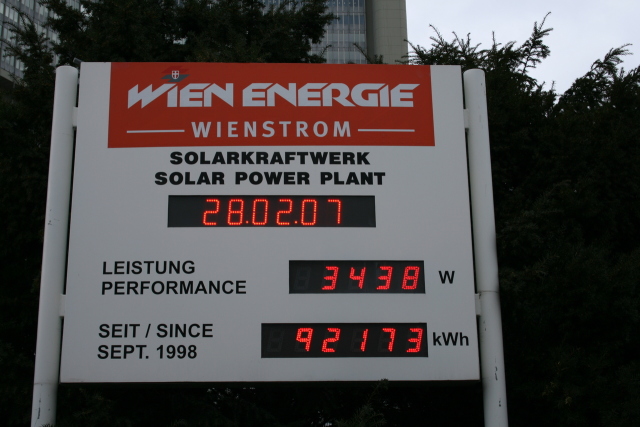 WIEN ENERGIE
WIENSTROM
SOLARKRAFTWERK
SOLAR POWER PLANT
28.02.07
LEISTUNG
PERFORMANCE
3438 W
SEIT / SINCE
SEPT. 1998
92173 kWh